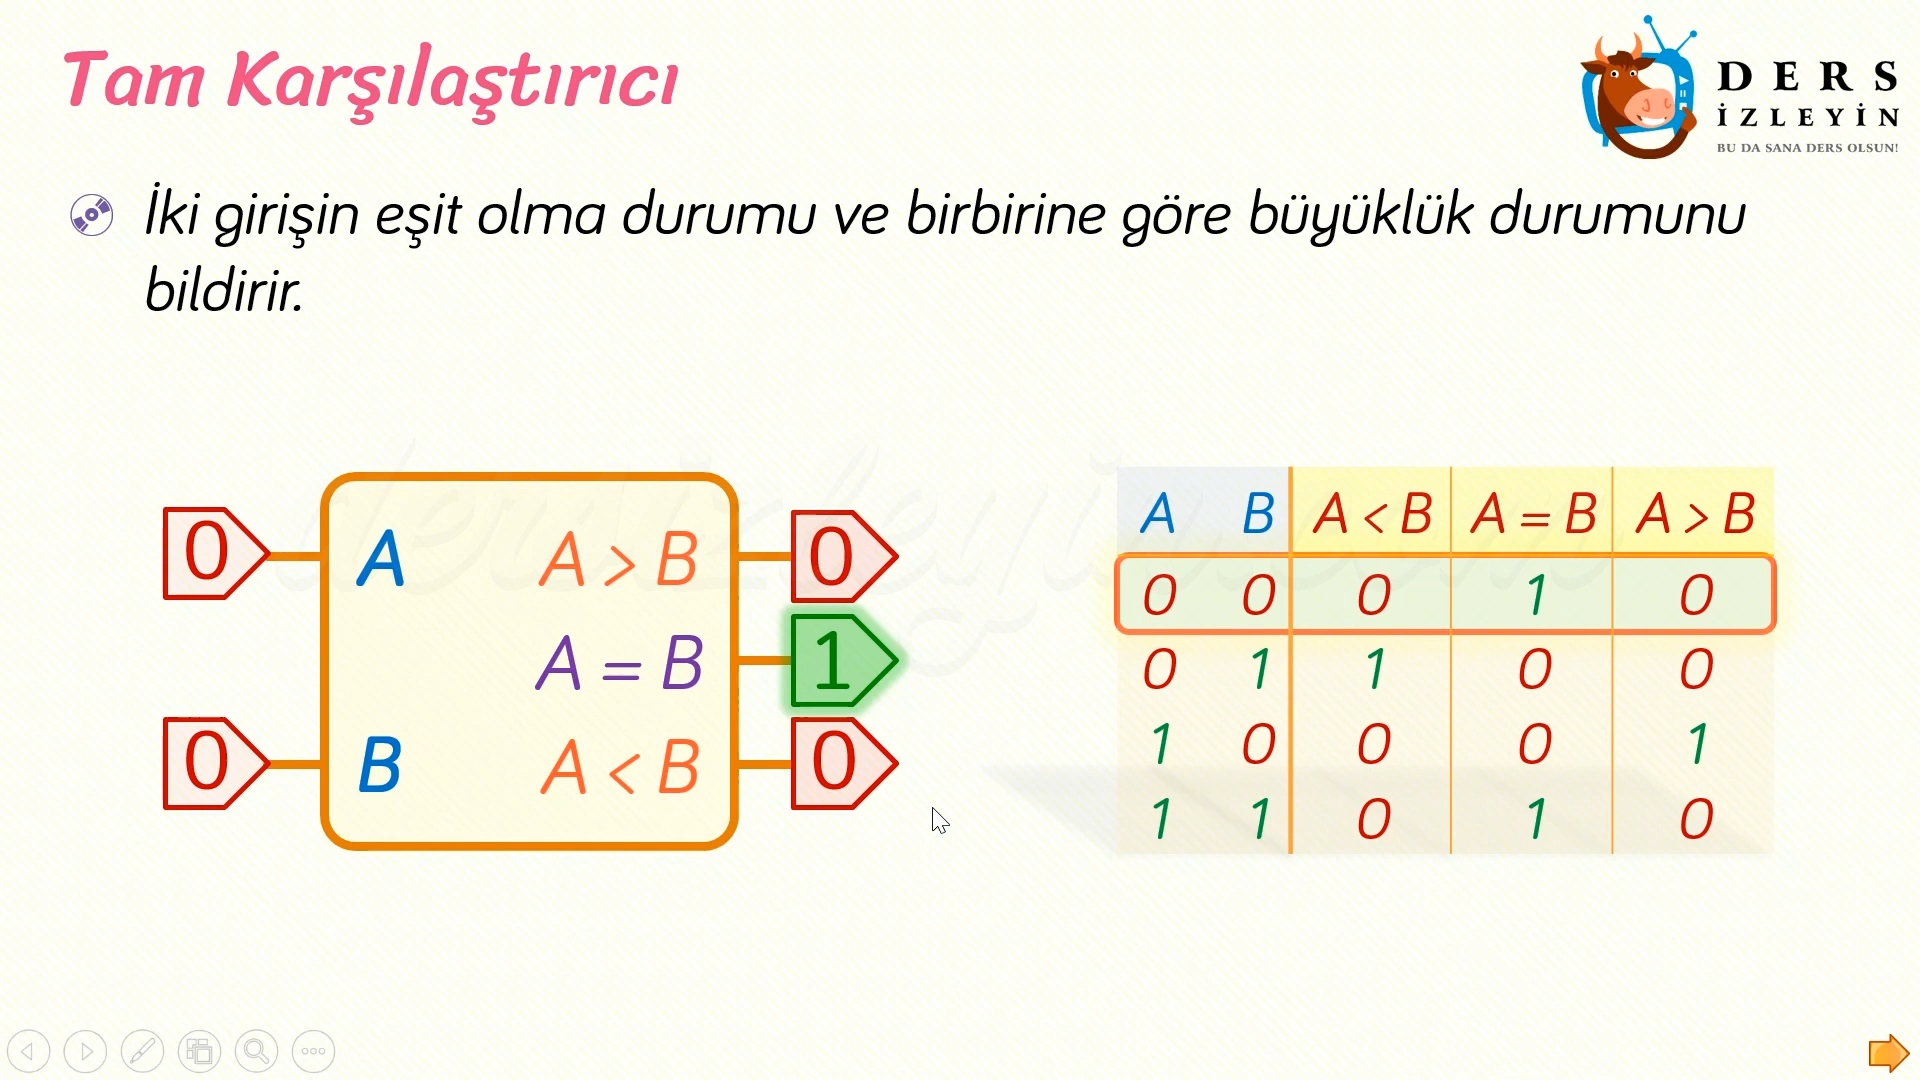 Tam Karşılaştırıcı
DERS
İZLEYİN
BU DA SANA DERS OLSUN!
İki girişin eşit olma durumu ve birbirine göre büyüklük durumunu
bildirir.
0 A A > B 0
A = B 1
0 B A < B 0
A B A < B A = B A > B
0 0 0 1 0
0 1 1 0 0
1 0 0 0 1
1 1 0 1 0
dersizleyin.com